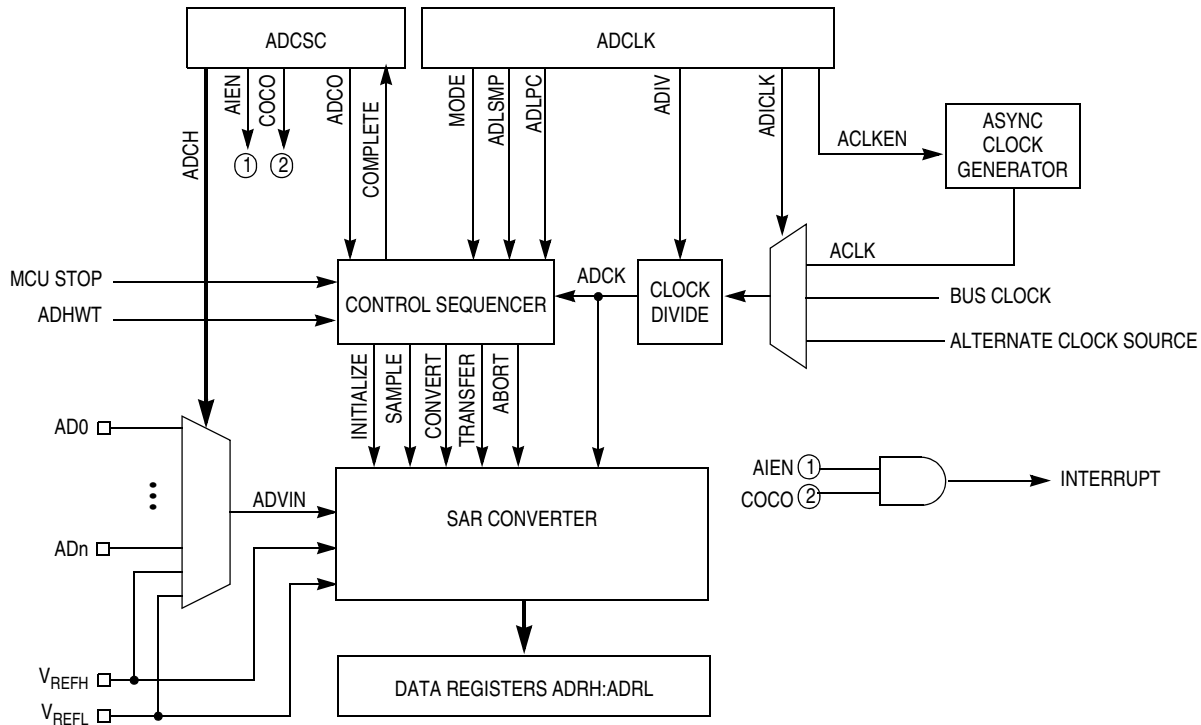 ADCSC
ADCLK
ADCH
AIEN
COCO
ADCO
COMPLETE
MODE
ADLSMP
ADLPC
ADIV
ADICLK
ACLKEN
ASYNC
CLOCK
GENERATOR
1
2
MCU STOP
ADHWT
CONTROL SEQUENCER
ADCK
CLOCK
DIVIDE
ACLK
BUS CLOCK
ALTERNATE CLOCK SOURCE
INITIALIZE
SAMPLE
CONVERT
TRANSFER
ABORT
AD0
ADn
ADVIN
SAR CONVERTER
AIEN 1
COCO 2
INTERRUPT
VREFH
VREFL
DATA REGISTERS ADRH:ADRL